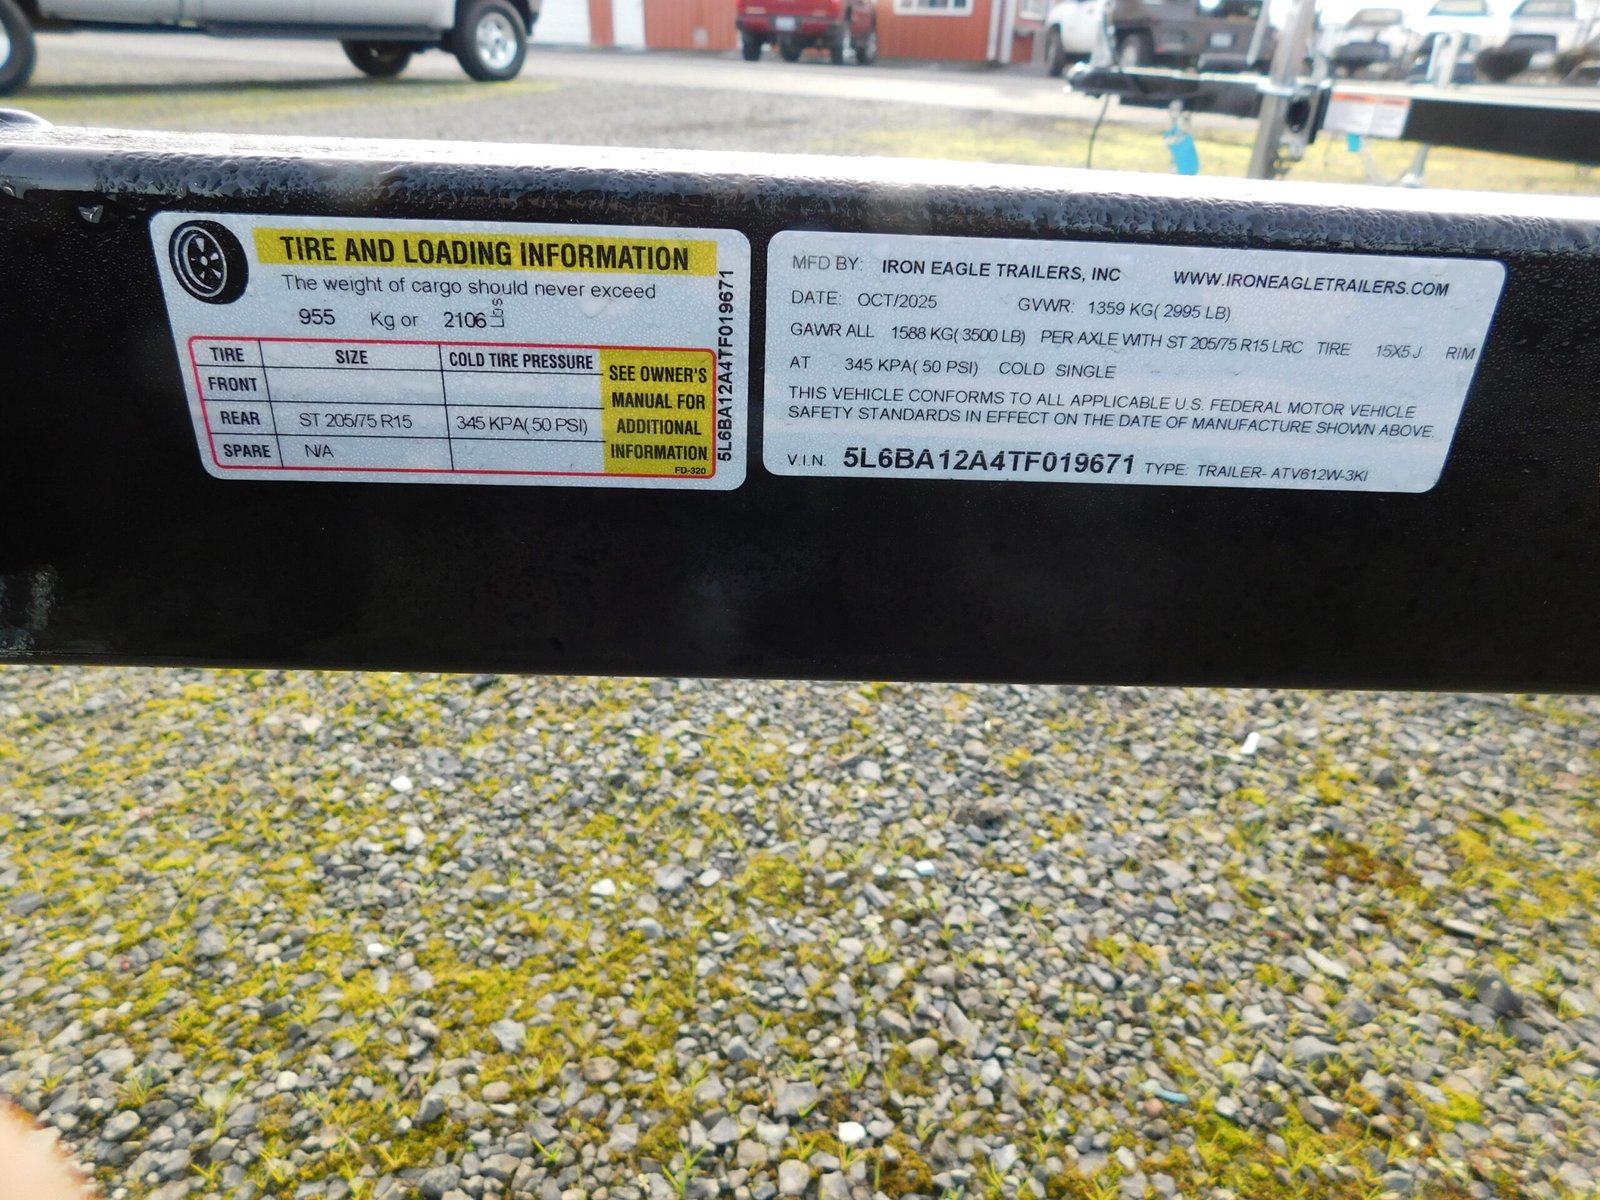 TIRE AND LOADING INFORMATION
The weight of cargo should never exceed
955 Kg or 2106 Lbs
TIRE SIZE COLD TIRE PRESSURE
FRONT
REAR ST 205/75 R15 345 KPA( 50 PSI)
SPARE N/A
SEE OWNER'S
MANUAL FOR
ADDITIONAL
INFORMATION
FD-320
5L6BA12A4TF019671
MFD BY: IRON EAGLE TRAILERS, INC WWW.IRONEAGLETRAILERS.COM
DATE: OCT/2025 GVWR: 1359 KG( 2995 LB)
GAWR ALL 1588 KG( 3500 LB) PER AXLE WITH ST 205/75 R15 LRC TIRE 15X5 J RIM
AT 345 KPA( 50 PSI) COLD SINGLE
THIS VEHICLE CONFORMS TO ALL APPLICABLE U.S. FEDERAL MOTOR VEHICLE
SAFETY STANDARDS IN EFFECT ON THE DATE OF MANUFACTURE SHOWN ABOVE.
V.I.N. 5L6BA12A4TF019671 TYPE: TRAILER- ATV612W-3KI